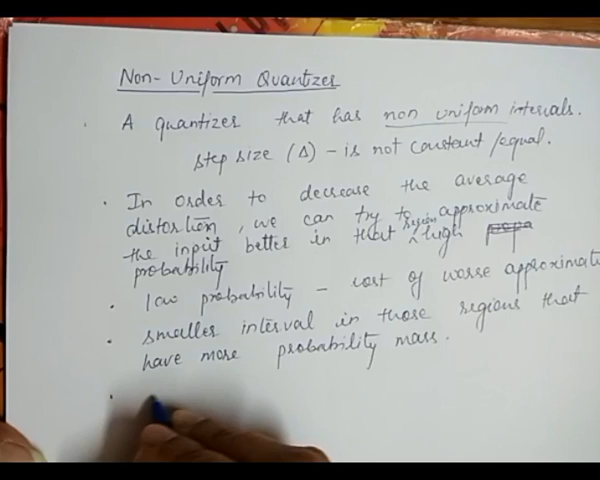 Non-Uniform Quantizer
A quantizer that has non uniform intervals.
step size (Δ) - is not constant/equal.
· In order to decrease the average
distortion, we can try to approximate
the input better in that region high
probability
· low probability - cost of worse approximatio
· smaller interval in those regions that
have more probability mass.
·